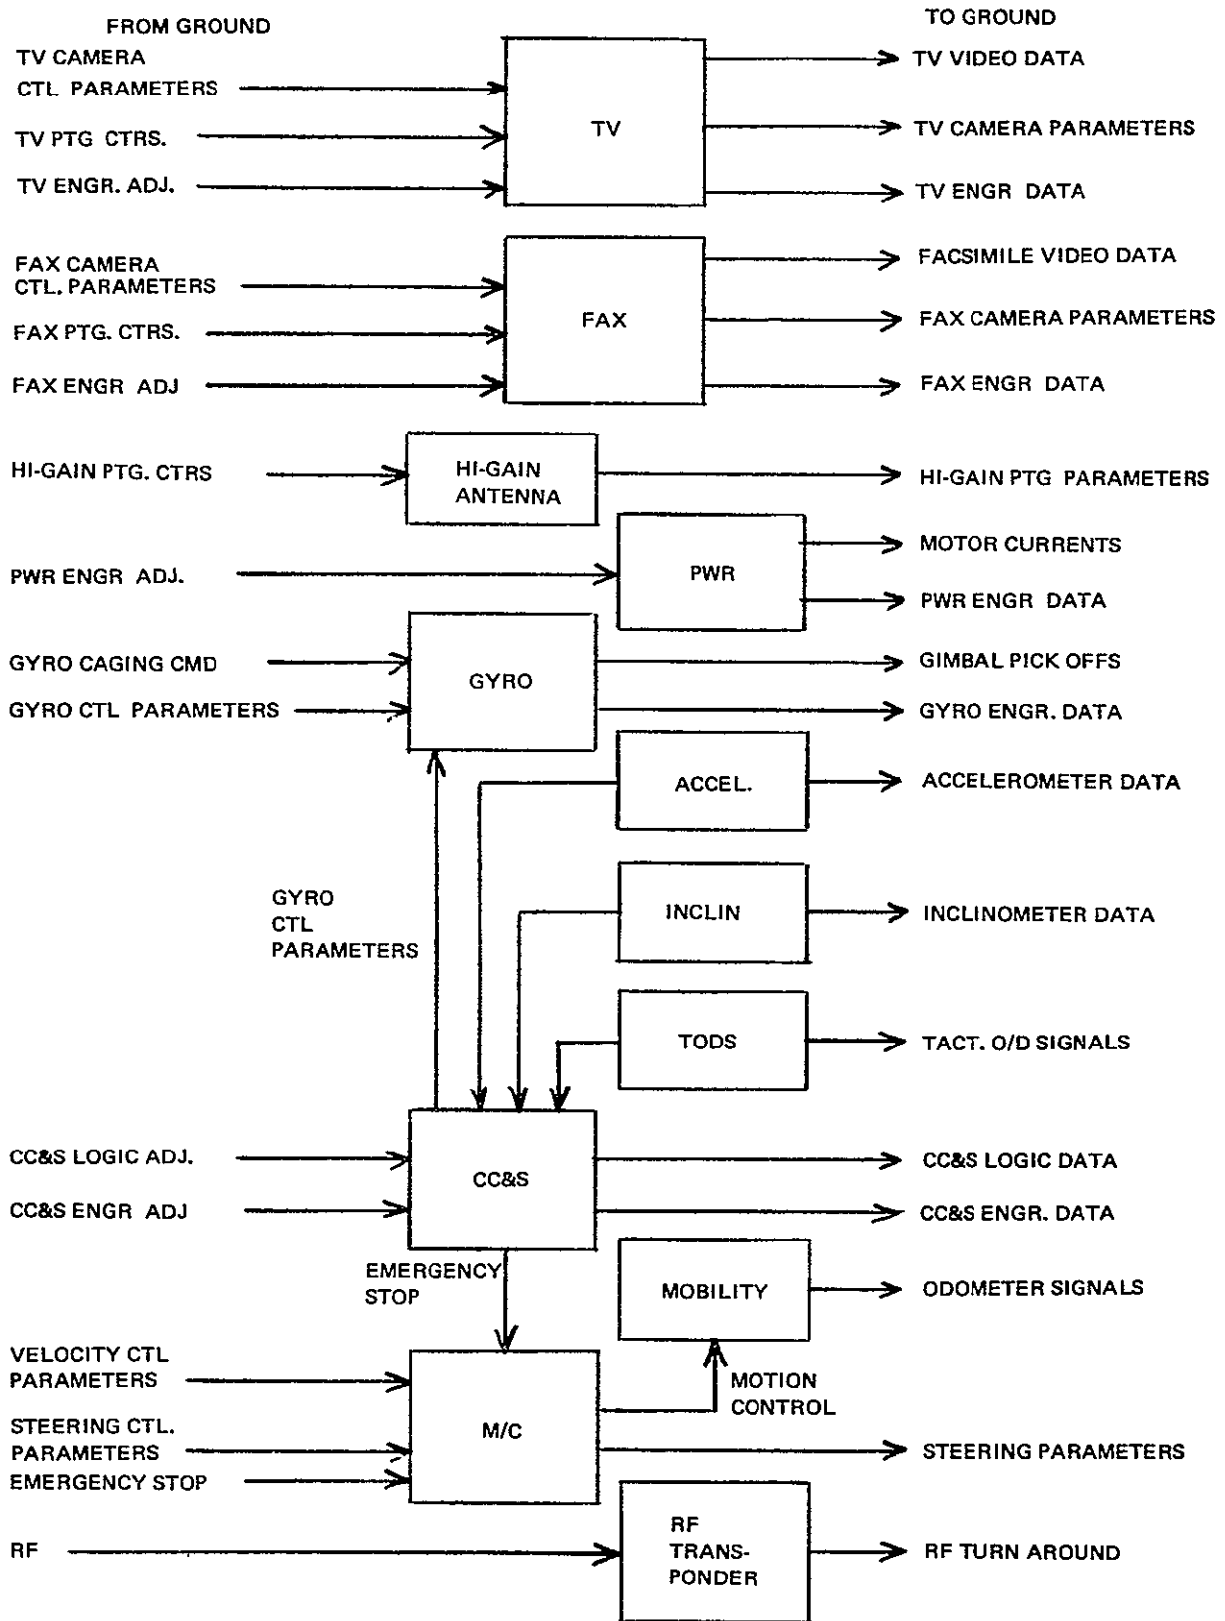 FROM GROUND
TO GROUND
TV CAMERA
CTL PARAMETERS
TV PTG CTRS.
TV ENGR. ADJ.
TV
TV VIDEO DATA
TV CAMERA PARAMETERS
TV ENGR DATA
FAX CAMERA
CTL. PARAMETERS
FAX PTG. CTRS.
FAX ENGR ADJ
FAX
FACSIMILE VIDEO DATA
FAX CAMERA PARAMETERS
FAX ENGR DATA
HI-GAIN PTG. CTRS
HI-GAIN
ANTENNA
HI-GAIN PTG PARAMETERS
PWR ENGR ADJ.
PWR
MOTOR CURRENTS
PWR ENGR DATA
GYRO CAGING CMD
GYRO CTL PARAMETERS
GYRO
GIMBAL PICK OFFS
GYRO ENGR. DATA
ACCEL.
ACCELEROMETER DATA
GYRO
CTL
PARAMETERS
INCLIN
INCLINOMETER DATA
TODS
TACT. O/D SIGNALS
CC&S LOGIC ADJ.
CC&S ENGR ADJ
CC&S
CC&S LOGIC DATA
CC&S ENGR. DATA
EMERGENCY
STOP
MOBILITY
ODOMETER SIGNALS
VELOCITY CTL
PARAMETERS
STEERING CTL.
PARAMETERS
EMERGENCY STOP
M/C
MOTION
CONTROL
STEERING PARAMETERS
RF
RF
TRANS-
PONDER
RF TURN AROUND